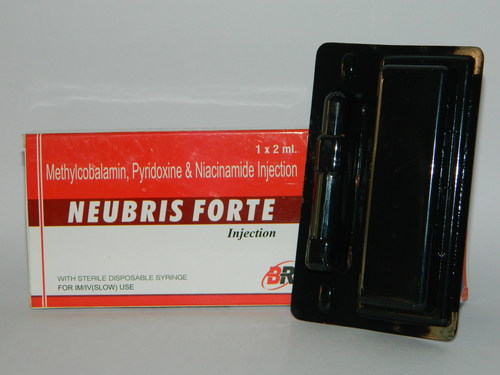 1 x 2 ml.
Methylcobalamin, Pyridoxine & Niacinamide Injection
NEUBRIS FORTE
Injection
WITH STERILE DISPOSABLE SYRINGE
FOR IM/IV(SLOW) USE
BR